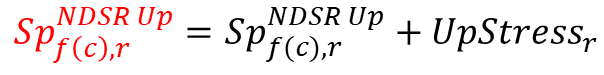 $Sp_{f(c),r}^{NDSR\ Up} = Sp_{f(c),r}^{NDSR\ Up} + UpStress_r$